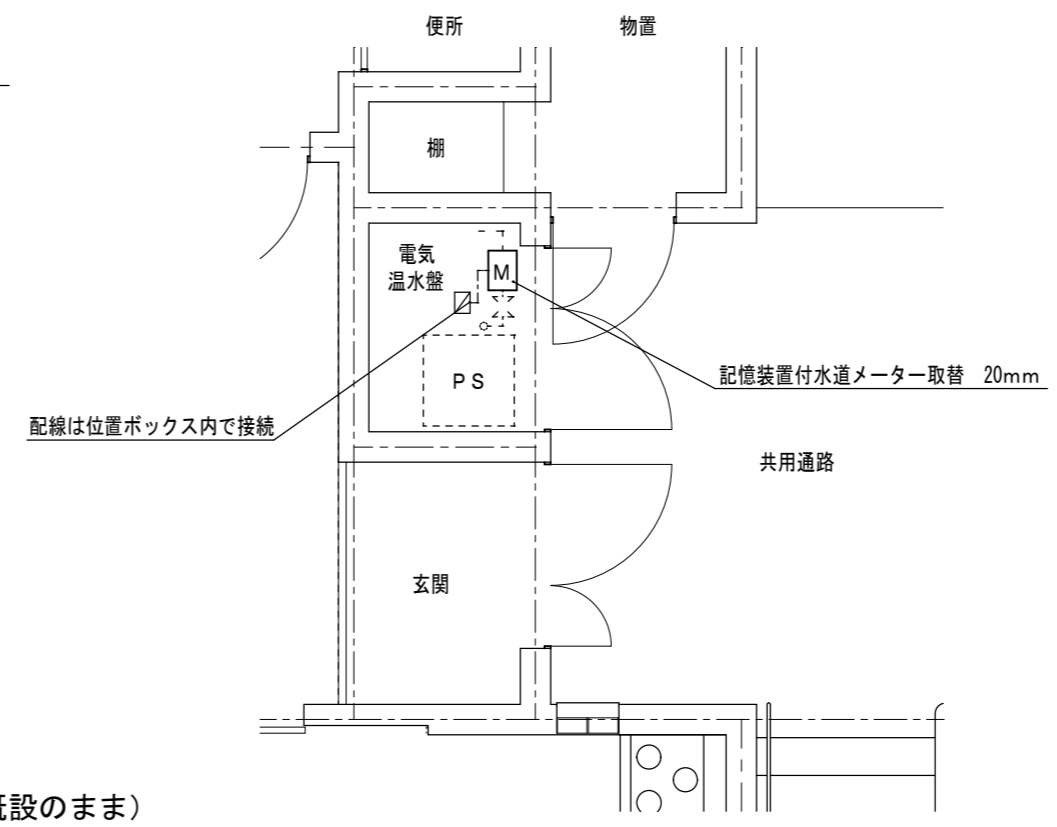 便所
物置
棚
電気
温水盤
M
PS
記憶装置付水道メーター取替 20mm
配線は位置ボックス内で接続
共用通路
玄関
既設のまま）